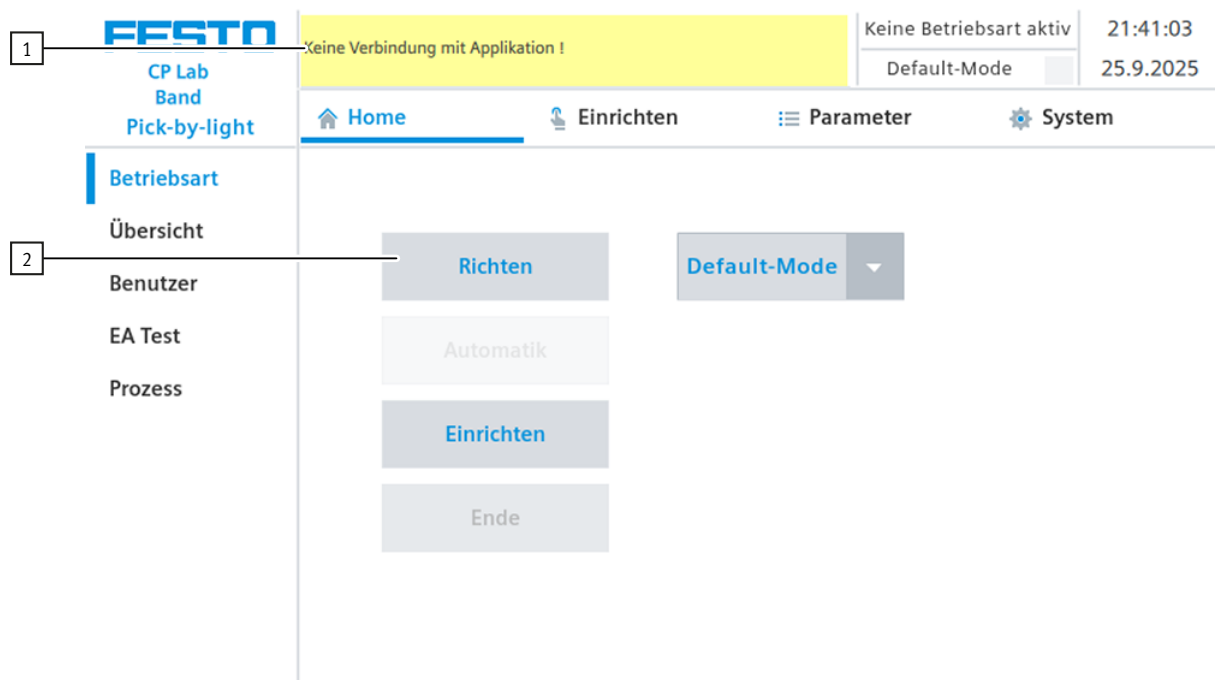 FESTO
CP Lab
Band
Pick-by-light
1
Keine Verbindung mit Applikation !
Keine Betriebsart aktiv
Default-Mode
21:41:03
25.9.2025
Home
Einrichten
Parameter
System
Betriebsart
Übersicht
Benutzer
EA Test
Prozess
2
Richten
Default-Mode
Automatik
Einrichten
Ende